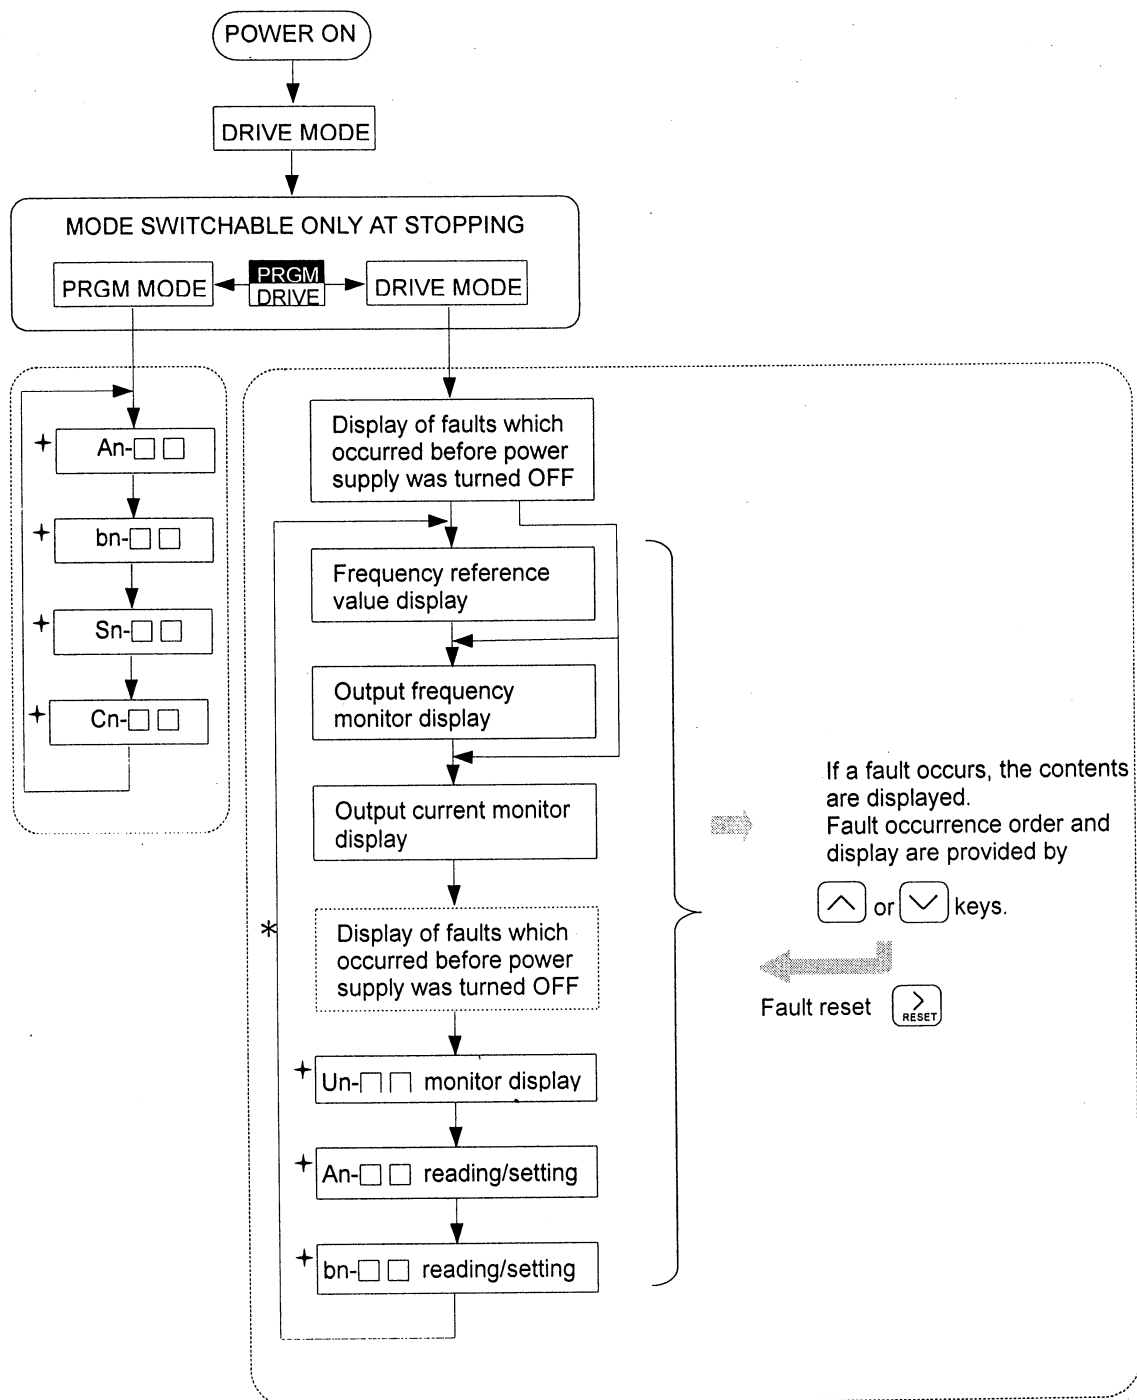 POWER ON
DRIVE MODE
MODE SWITCHABLE ONLY AT STOPPING
PRGM MODE
PRGM
DRIVE
DRIVE MODE
An-□ □
bn-□ □
Sn-□ □
Cn-□ □
Display of faults which
occurred before power
supply was turned OFF
Frequency reference
value display
Output frequency
monitor display
Output current monitor
display
*
Display of faults which
occurred before power
supply was turned OFF
Un-□ □ monitor display
An-□ □ reading/setting
bn-□ □ reading/setting
If a fault occurs, the contents
are displayed.
Fault occurrence order and
display are provided by
or keys.
Fault reset
RESET